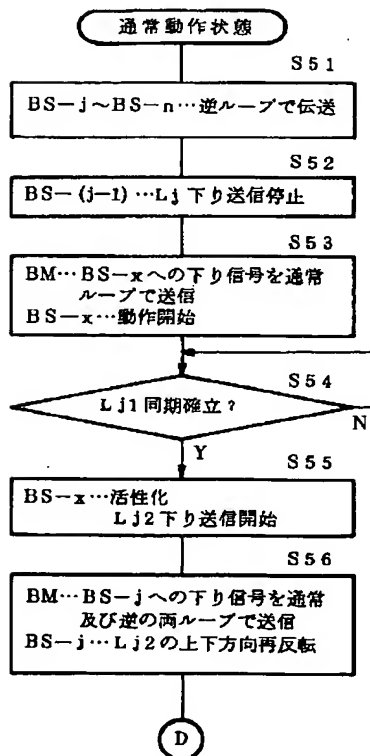 通常動作状態
S51
BS－j～BS－n…逆ループで伝送
S52
BS－(j－1)…Lj下り送信停止
S53
BM…BS－xへの下り信号を通常
ループで送信
BS－x…動作開始
S54
Lj1同期確立？
N
Y
S55
BS－x…活性化
Lj2下り送信開始
S56
BM…BS－jへの下り信号を通常
及び逆の両ループで送信
BS－j…Lj2の上下方向再反転
D